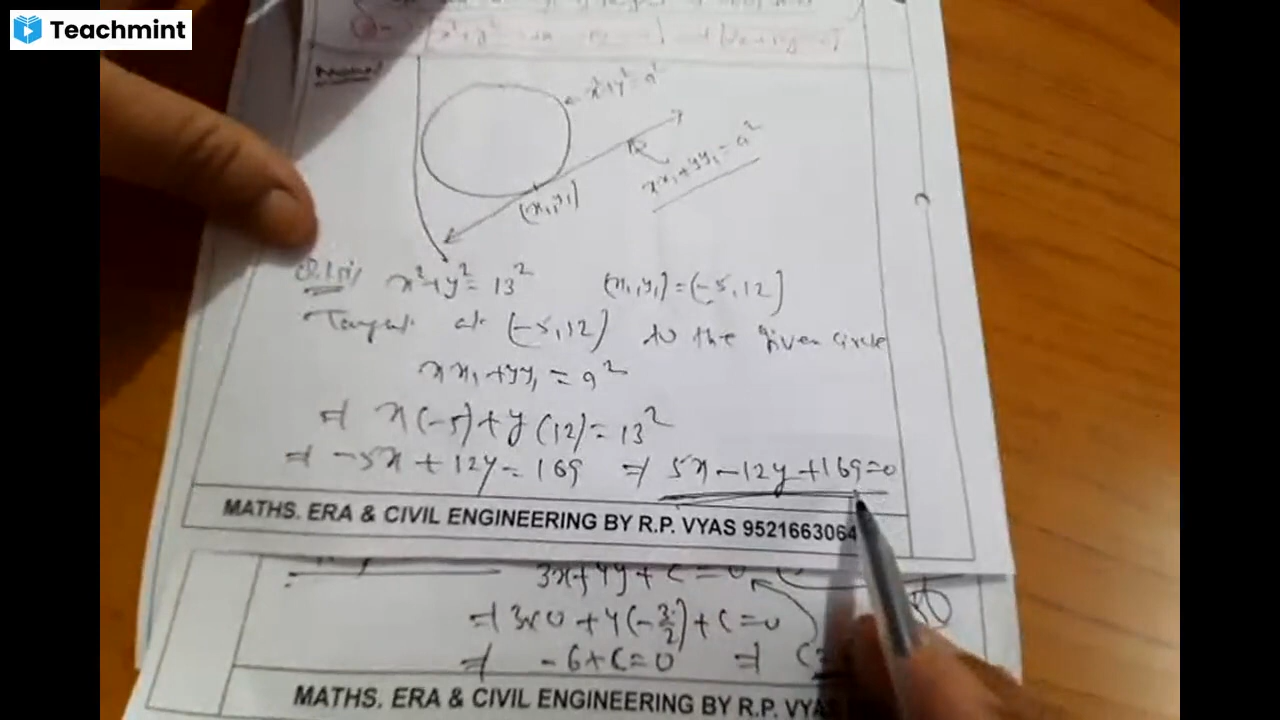 Teachmint
x²+y²=a²
xx₁+yy₁=a²
(x₁,y₁)
x²+y²=13² (x₁,y₁)=(-5,12)
Tangent at (-5,12) to the given circle
xx₁+yy₁=a²
⇒ x(-5)+y(12)=13²
⇒ -5x+12y=169 ⇒ 5x-12y+169=0
MATHS. ERA & CIVIL ENGINEERING BY R.P. VYAS 9521663064
3x+4y+c=0
⇒ 3x0+4(-3/2)+c=0
⇒ -6+c=0 ⇒
MATHS. ERA & CIVIL ENGINEERING BY R.P. VYA